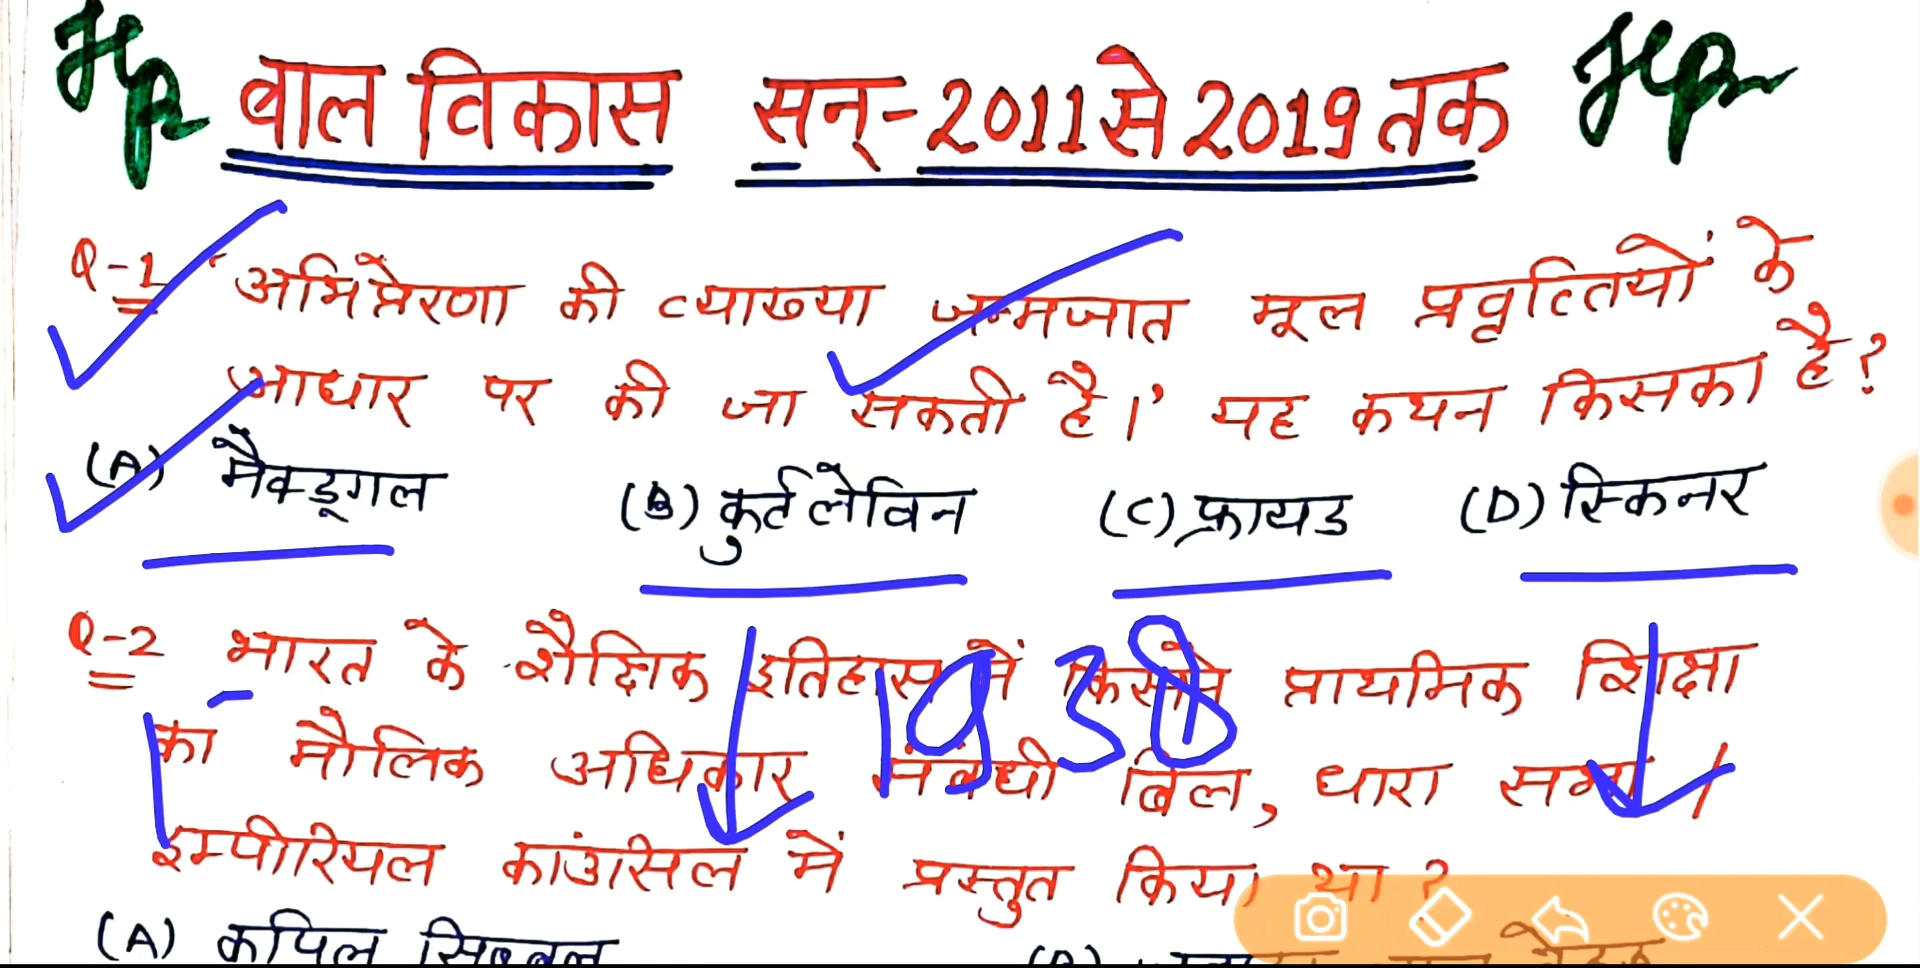 बाल विकास सन्-2011 से 2019 तक
Q-1 'अभिप्रेरणा की व्याख्या जन्मजात मूल प्रवृत्तियों के
आधार पर की जा सकती है।' यह कथन किसका है?
(A) मैक्डूगल (B) कुर्त लेविन (C) फ्रायड (D) स्किनर
Q-2 भारत के शैक्षिक इतिहास में किसने प्राथमिक शिक्षा
1938
का मौलिक अधिकार संबंधी बिल, धारा सभा /
इम्पीरियल कांउसिल में प्रस्तुत किया था?
(A) कपिल सिब्बल